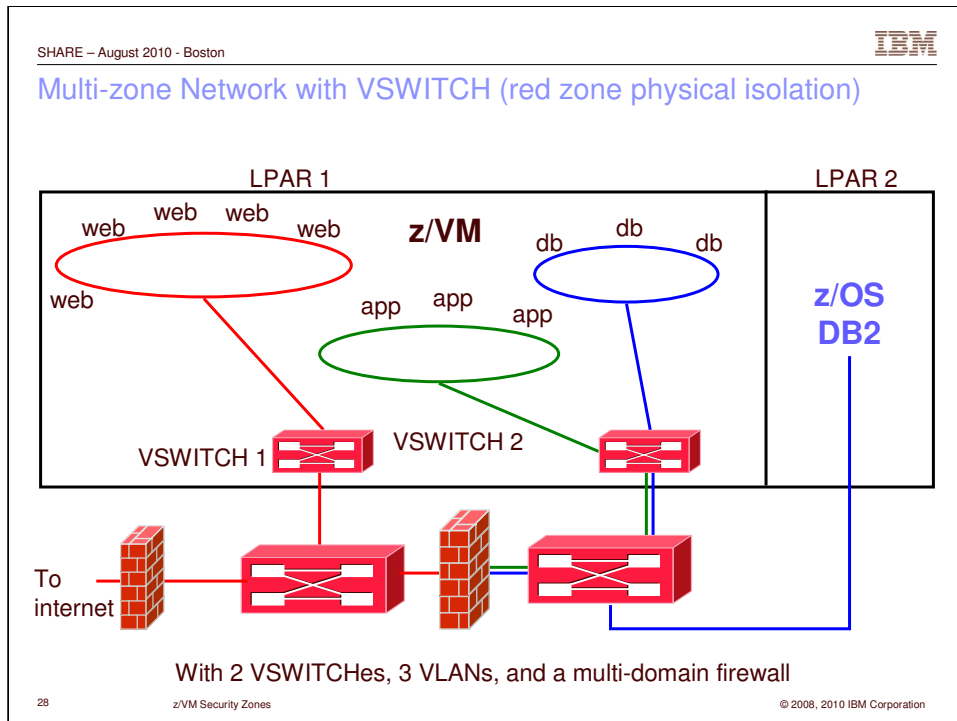 SHARE – August 2010 - Boston
IBM
Multi-zone Network with VSWITCH (red zone physical isolation)
LPAR 1
LPAR 2
web
web
web
web
web
z/VM
db
db
db
app
app
app
z/OS
DB2
VSWITCH 1
VSWITCH 2
To
internet
With 2 VSWITCHes, 3 VLANs, and a multi-domain firewall
28
z/VM Security Zones
© 2008, 2010 IBM Corporation